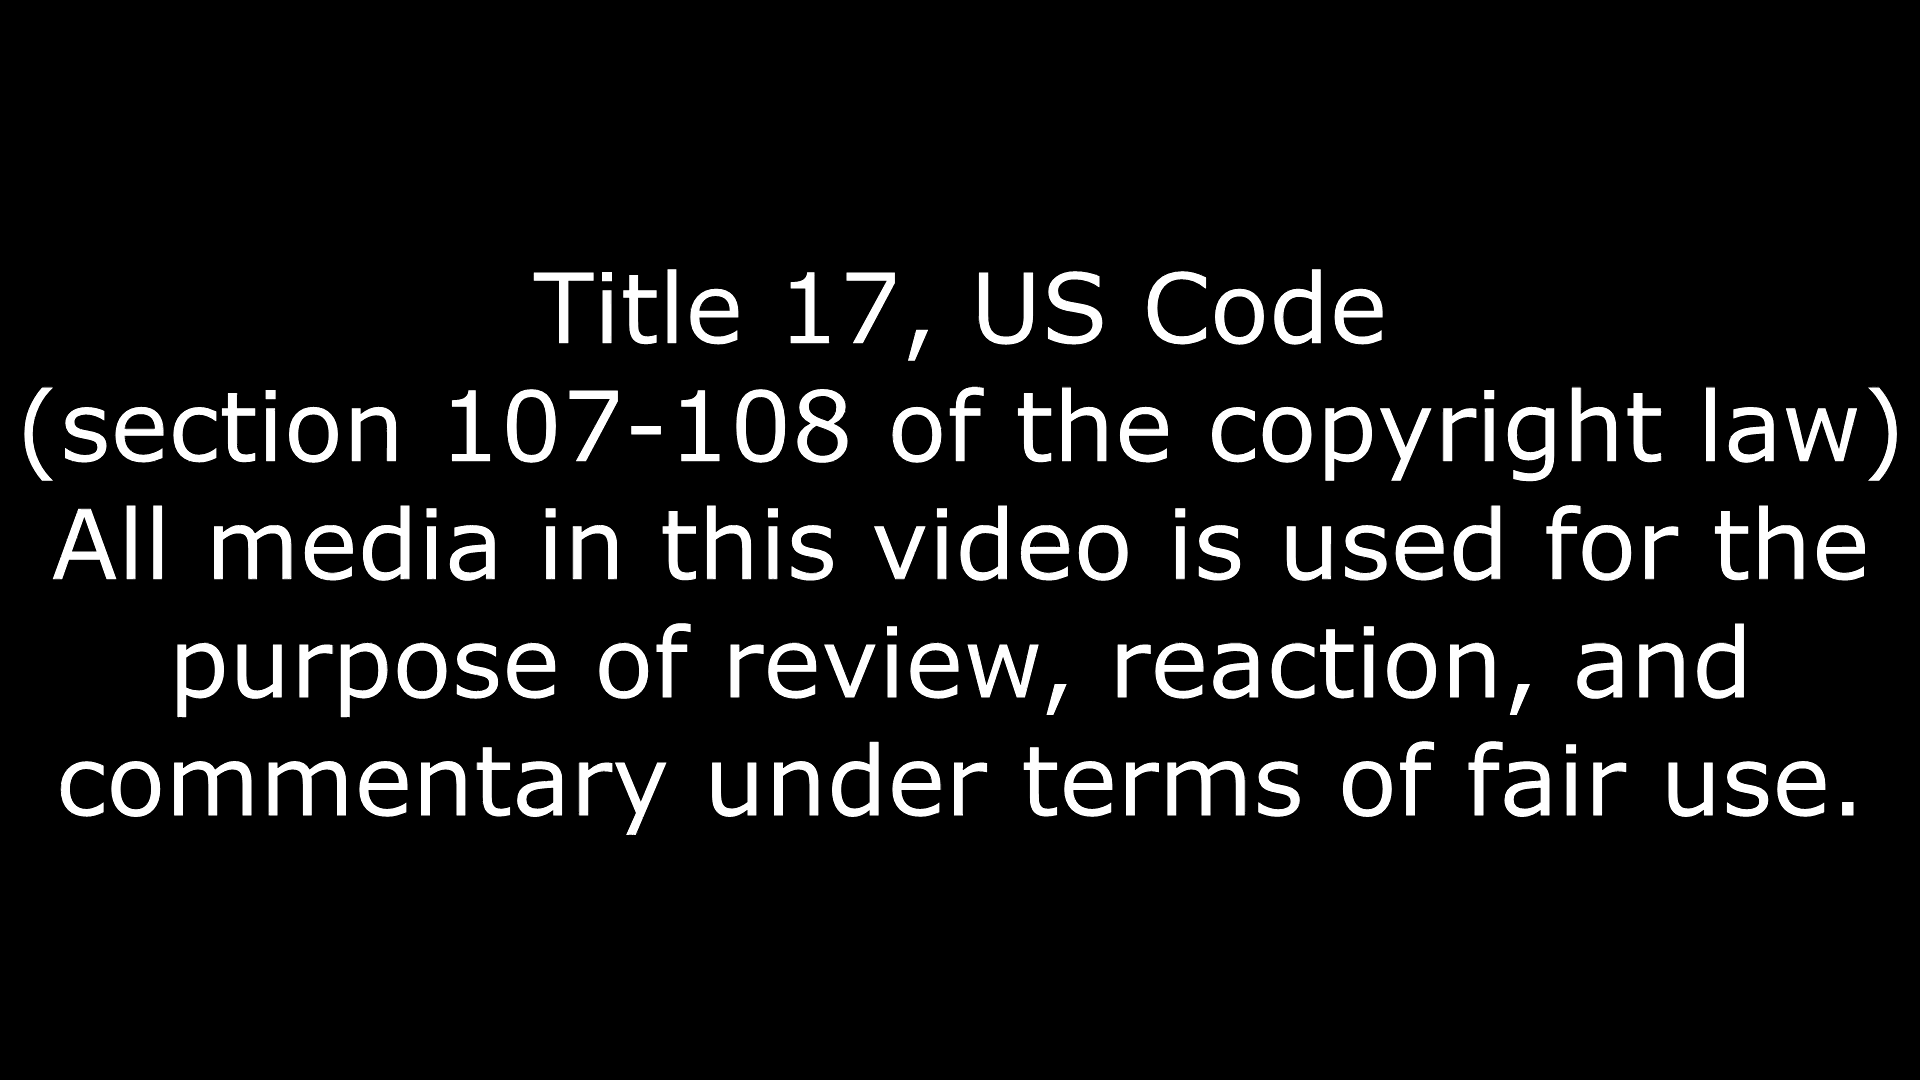 Title 17, US Code
(section 107-108 of the copyright law)
All media in this video is used for the
purpose of review, reaction, and
commentary under terms of fair use.